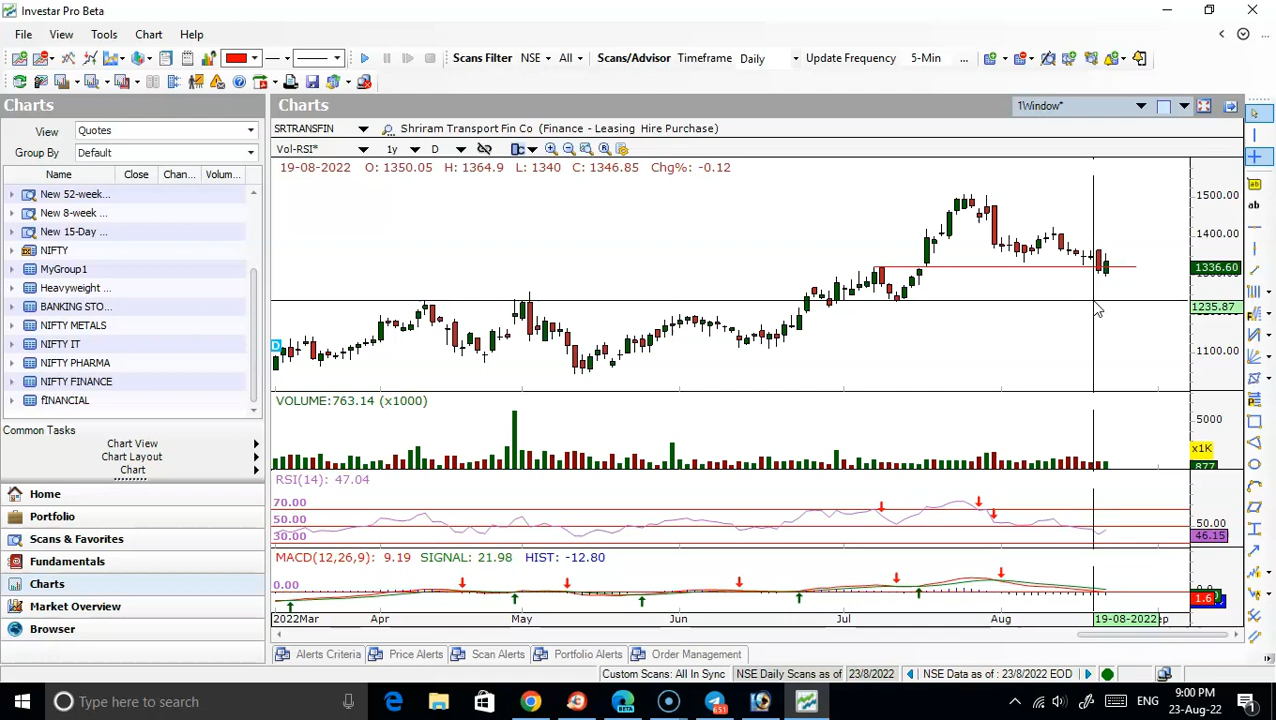 Investar Pro Beta
File View Tools Chart Help
Scans Filter NSE All Scans/Advisor Timeframe Daily Update Frequency 5-Min ...
Charts
View Quotes
Group By Default
Name Close Chan... Volum...
New 52-week...
New 8-week ...
New 15-Day ...
NIFTY
MyGroup1
Heavyweight ...
BANKING STO...
NIFTY METALS
NIFTY IT
NIFTY PHARMA
NIFTY FINANCE
fINANCIAL
Common Tasks
Chart View
Chart Layout
Chart
Home
Portfolio
Scans & Favorites
Fundamentals
Charts
Market Overview
Browser
Charts
1Window*
SRTRANSFIN Shriram Transport Fin Co (Finance - Leasing Hire Purchase)
Vol-RSI* 1y D
19-08-2022 O: 1350.05 H: 1364.9 L: 1340 C: 1346.85 Chg%: -0.12
1500.00
1400.00
1336.60
1235.87
1100.00
D
VOLUME:763.14 (x1000)
5000
x1K
877
RSI(14): 47.04
70.00
50.00
30.00
50.00
46.15
MACD(12,26,9): 9.19 SIGNAL: 21.98 HIST: -12.80
0.00
1.6
2022Mar Apr May Jun Jul Aug 19-08-2022 ep
Alerts Criteria Price Alerts Scan Alerts Portfolio Alerts Order Management
Custom Scans: All In Sync NSE Daily Scans as of 23/8/2022 NSE Data as of : 23/8/2022 EOD
Type here to search
BETA
651
ENG
9:00 PM
23-Aug-22
1